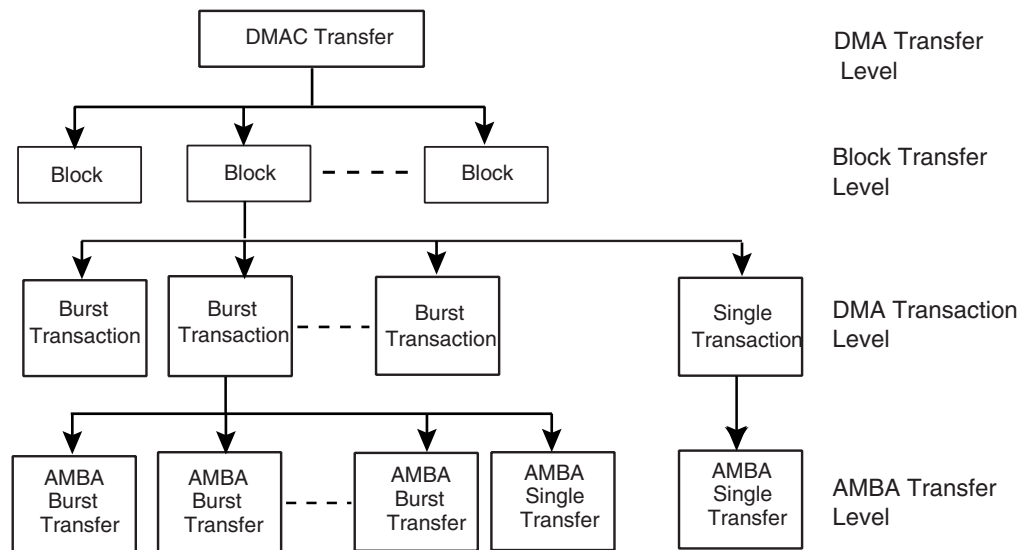 DMAC Transfer
DMA Transfer
Level
Block
Block
Block
Block Transfer
Level
Burst
Transaction
Burst
Transaction
Burst
Transaction
Single
Transaction
DMA Transaction
Level
AMBA
Burst
Transfer
AMBA
Burst
Transfer
AMBA
Burst
Transfer
AMBA
Single
Transfer
AMBA
Single
Transfer
AMBA Transfer
Level